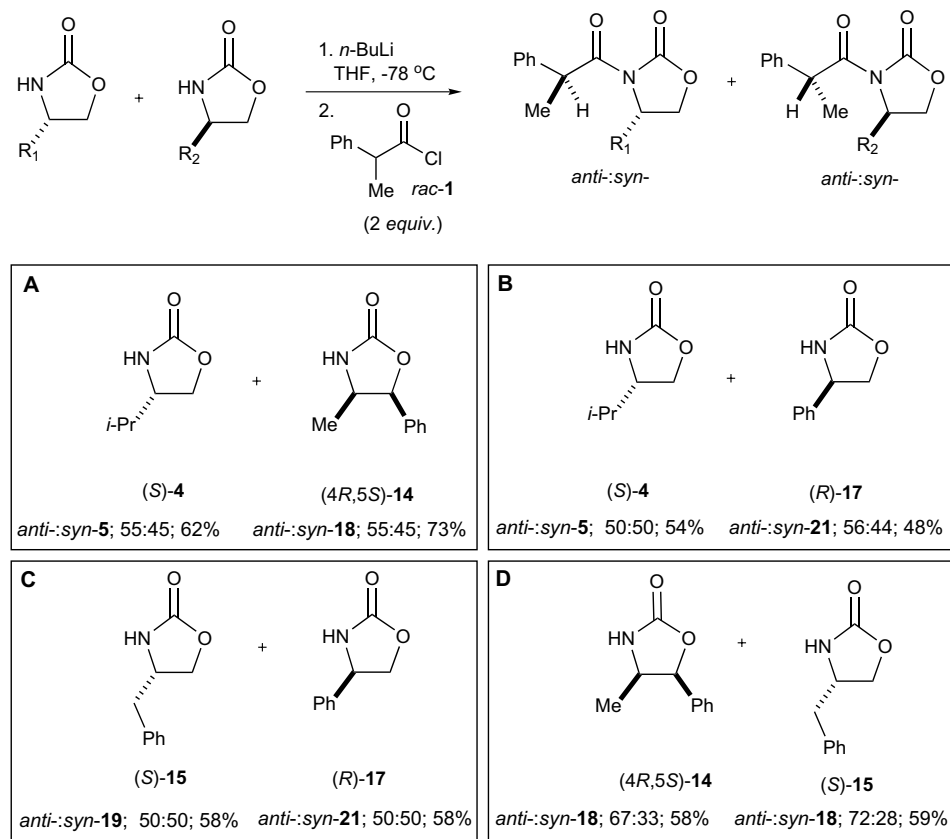 O
HN
O
R1
+
O
HN
O
R2
1. n-BuLi
THF, -78 °C
2.
O
Ph
Cl
Me
rac-1
(2 equiv.)
O
O
Ph
N
O
Me
H
R1
anti-:syn-
+
O
O
Ph
N
O
H
Me
R2
anti-:syn-
A
O
HN
O
i-Pr
(S)-4
+
O
HN
O
Me
Ph
(4R,5S)-14
anti-:syn-5; 55:45; 62%
anti-:syn-18; 55:45; 73%
B
O
HN
O
i-Pr
(S)-4
+
O
HN
O
Ph
(R)-17
anti-:syn-5; 50:50; 54%
anti-:syn-21; 56:44; 48%
C
O
HN
O
Ph
(S)-15
+
O
HN
O
Ph
(R)-17
anti-:syn-19; 50:50; 58%
anti-:syn-21; 50:50; 58%
D
O
HN
O
Me
Ph
(4R,5S)-14
+
O
HN
O
Ph
(S)-15
anti-:syn-18; 67:33; 72%
anti-:syn-18; 72:28; 59%